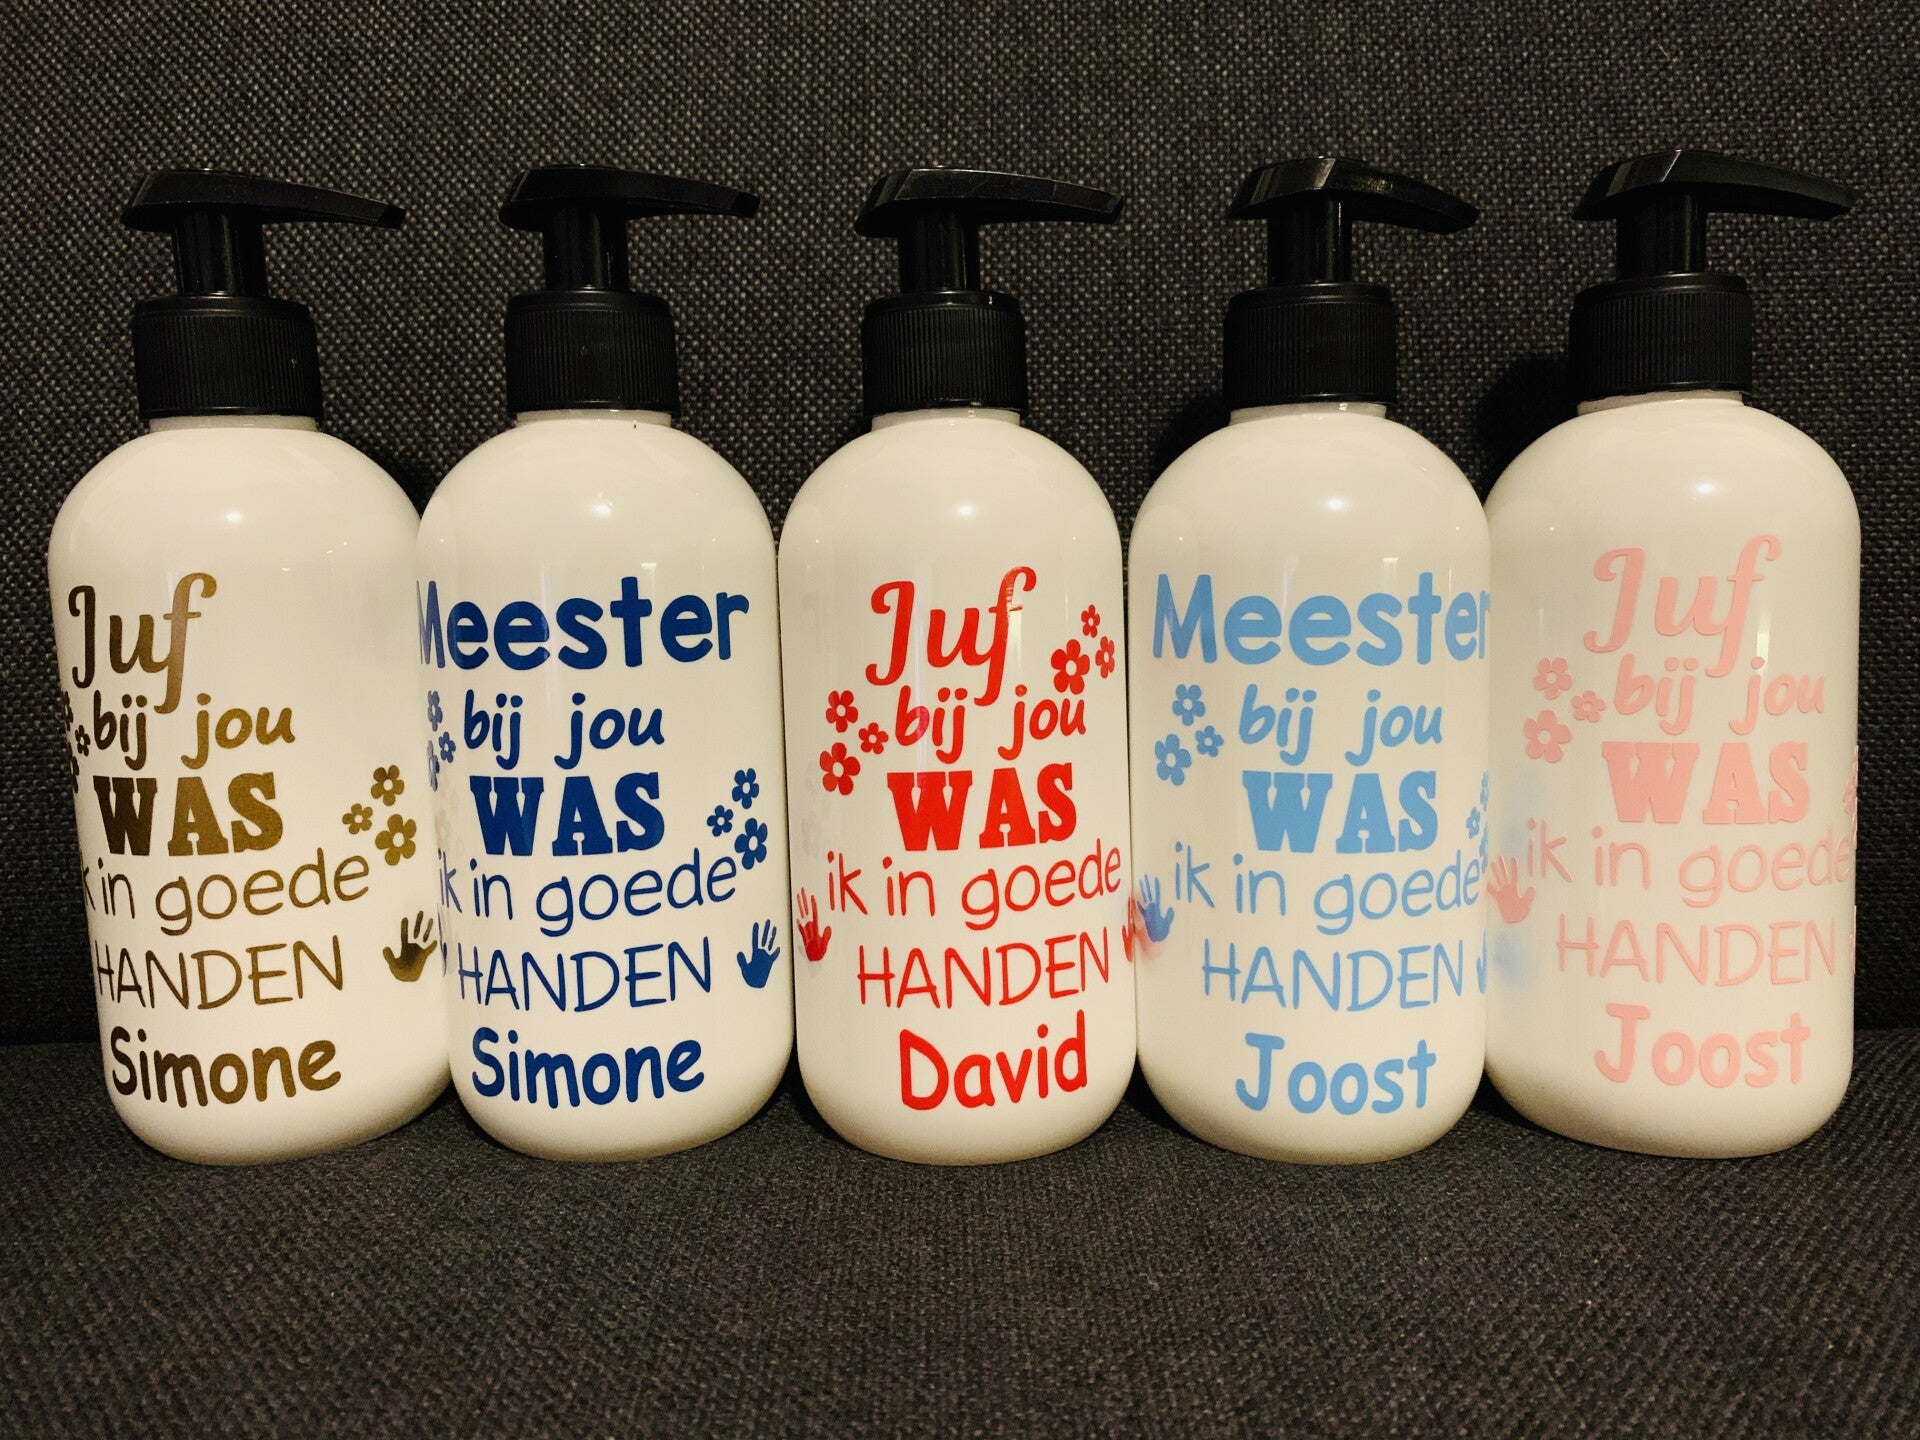 Juf
bij jou
WAS
ik in goede
HANDEN
Simone
Meester
bij jou
WAS
ik in goede
HANDEN
Simone
Juf
bij jou
WAS
ik in goede
HANDEN
David
Meester
bij jou
WAS
ik in goede
HANDEN
Joost
Juf
bij jou
WAS
ik in goede
HANDEN
Joost